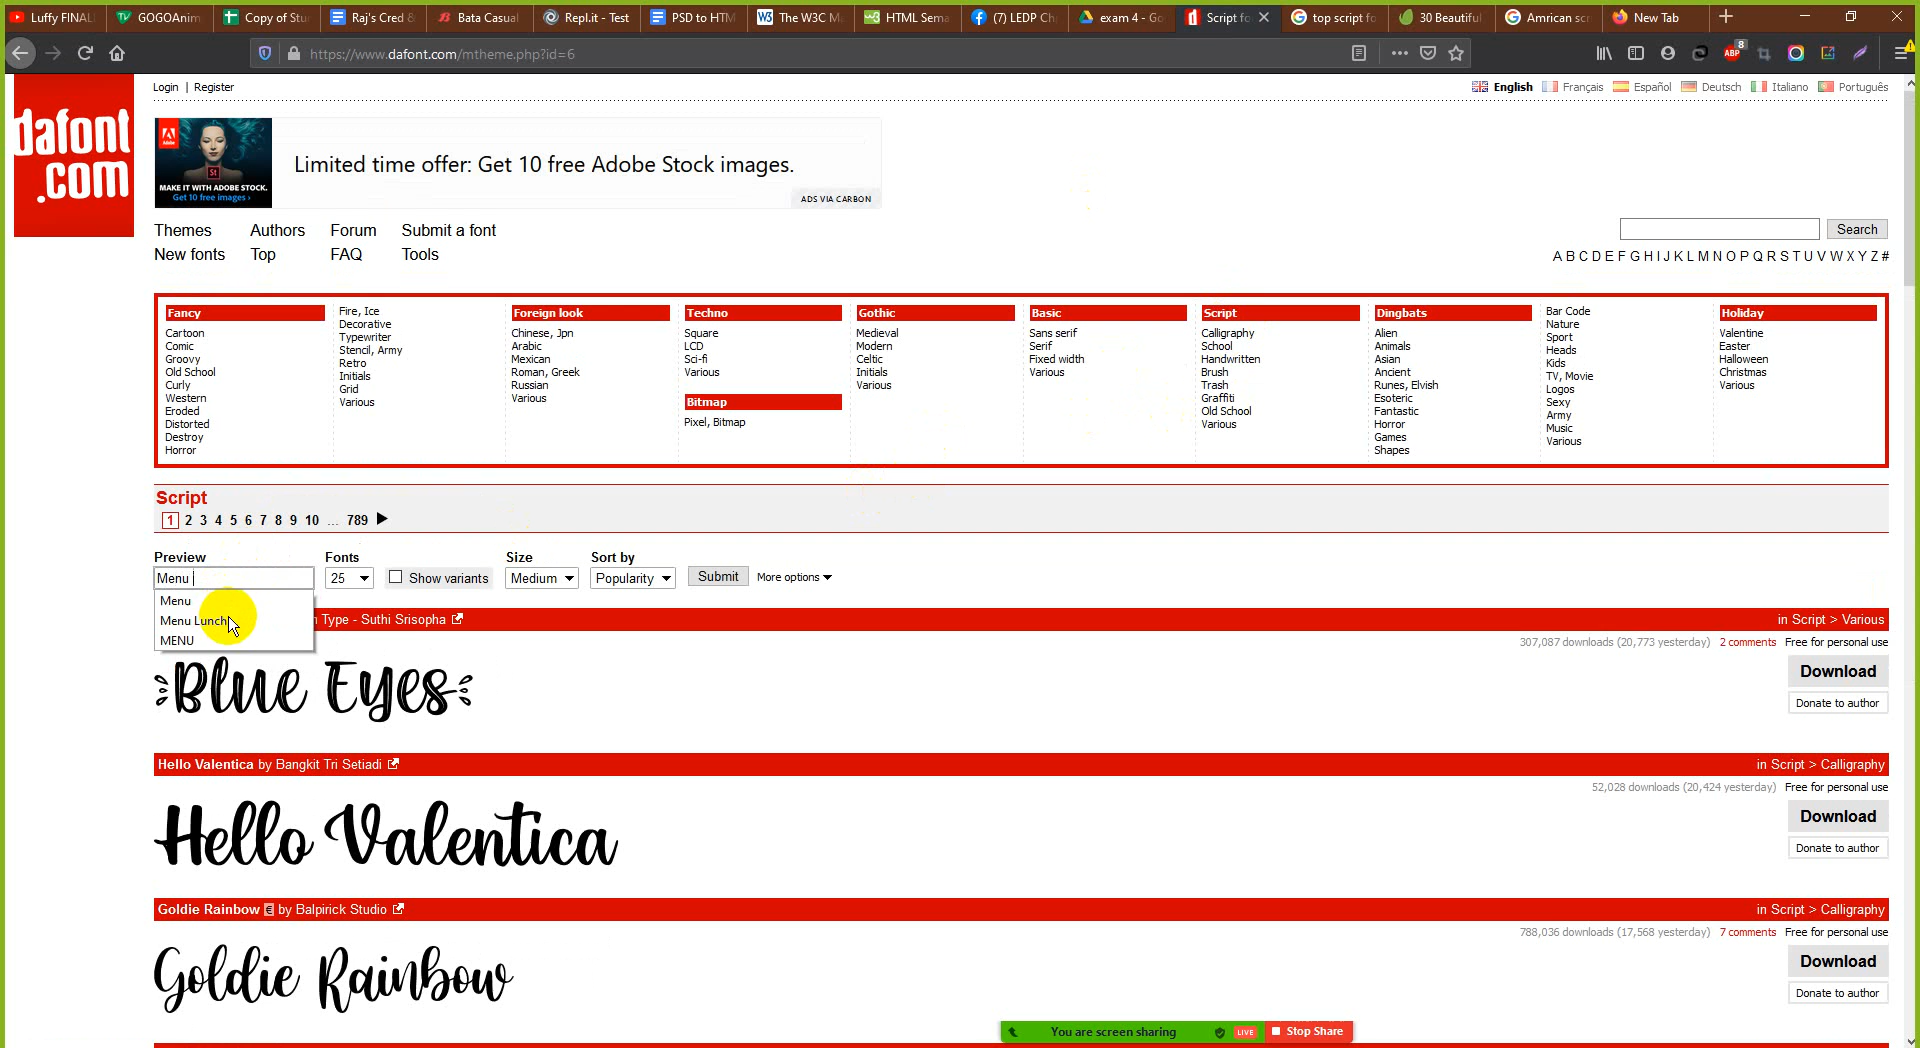 Luffy FINAL
GOGOAnim
Copy of Stu
Raj's Cred &
Bata Casual
Repl.it - Test
PSD to HTM
The W3C M
HTML Sema
(7) LEDP Ch
exam 4 - Go
Script fo
top script fo
30 Beautiful
Amrican scr
New Tab
https://www.dafont.com/mtheme.php?id=6
ABP 8
dafont
.com
Login | Register
English Français Español Deutsch Italiano Português
MAKE IT WITH ADOBE STOCK.
Get 10 free images ›
Limited time offer: Get 10 free Adobe Stock images.
ADS VIA CARBON
Themes Authors Forum Submit a font
New fonts Top FAQ Tools
Search
A B C D E F G H I J K L M N O P Q R S T U V W X Y Z #
Fancy
Cartoon
Comic
Groovy
Old School
Curly
Western
Eroded
Distorted
Destroy
Horror
Fire, Ice
Decorative
Typewriter
Stencil, Army
Retro
Initials
Grid
Various
Foreign look
Chinese, Jpn
Arabic
Mexican
Roman, Greek
Russian
Various
Techno
Square
LCD
Sci-fi
Various
Bitmap
Pixel, Bitmap
Gothic
Medieval
Modern
Celtic
Initials
Various
Basic
Sans serif
Serif
Fixed width
Various
Script
Calligraphy
School
Handwritten
Brush
Trash
Graffiti
Old School
Various
Dingbats
Alien
Animals
Asian
Ancient
Runes, Elvish
Esoteric
Fantastic
Horror
Games
Shapes
Bar Code
Nature
Sport
Heads
Kids
TV, Movie
Logos
Sexy
Army
Music
Various
Holiday
Valentine
Easter
Halloween
Christmas
Various
Script
1 2 3 4 5 6 7 8 9 10 ... 789
Preview Fonts Size Sort by
Menu 25 Show variants Medium Popularity Submit More options
Menu
Menu Lunch
MENU
Type - Suthi Srisopha in Script > Various
307,087 downloads (20,773 yesterday) 2 comments Free for personal use
Blue Eyes
Download
Donate to author
Hello Valentica by Bangkit Tri Setiadi in Script > Calligraphy
52,028 downloads (20,424 yesterday) Free for personal use
Hello Valentica
Download
Donate to author
Goldie Rainbow € by Balpirick Studio in Script > Calligraphy
788,036 downloads (17,568 yesterday) 7 comments Free for personal use
Goldie Rainbow
Download
Donate to author
You are screen sharing LIVE Stop Share